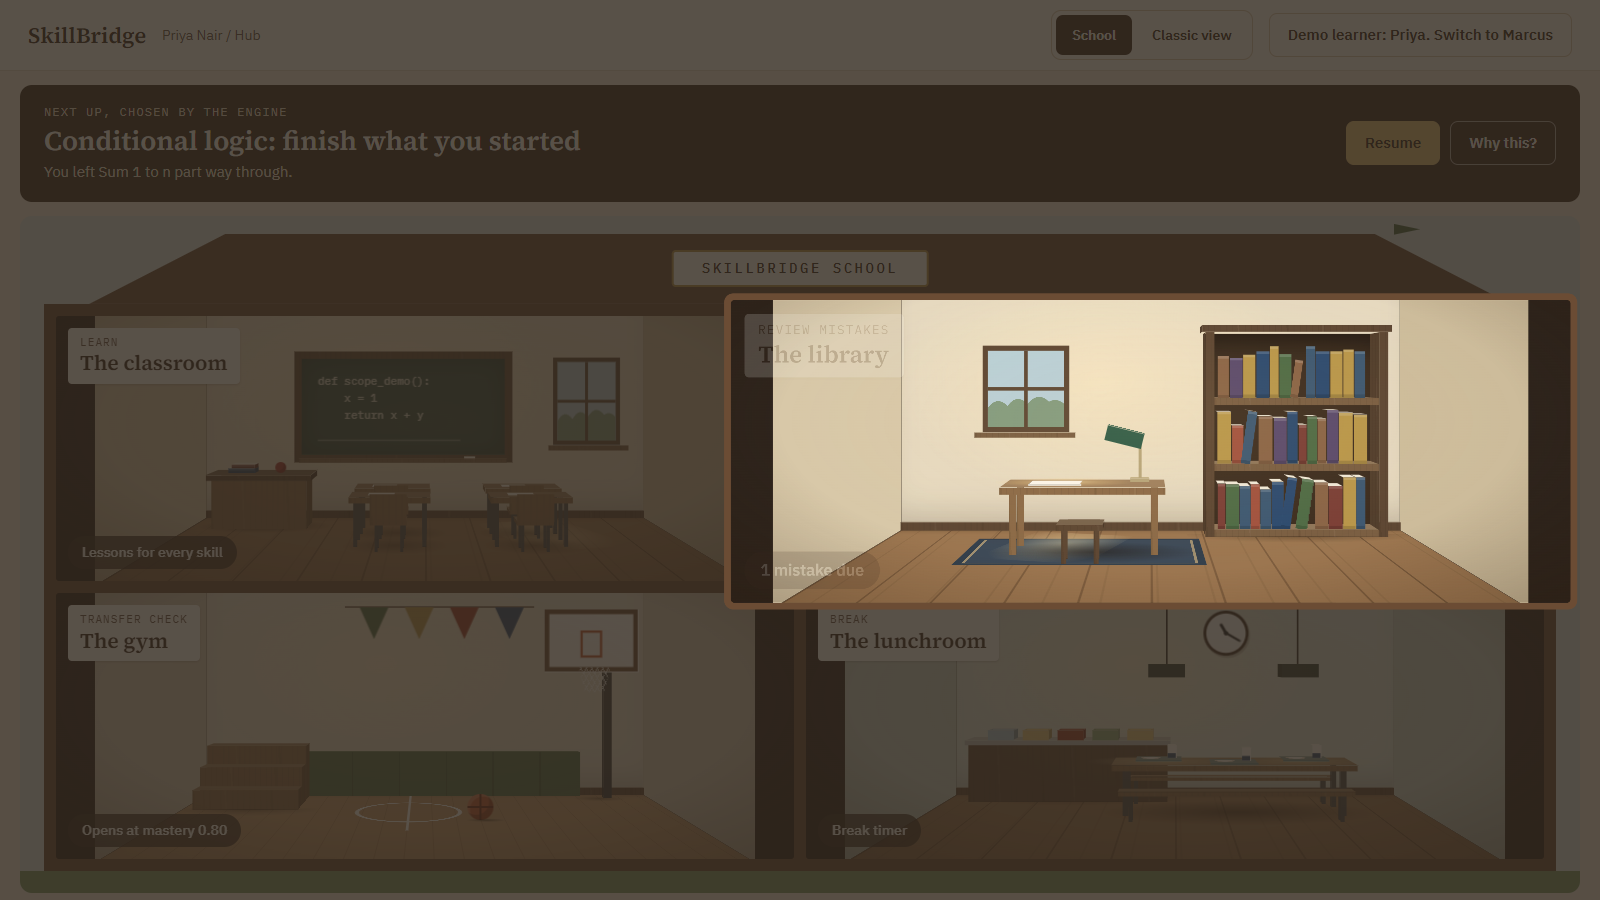 SkillBridge
Priya Nair / Hub
School
Classic view
Demo learner: Priya. Switch to Marcus
NEXT UP, CHOSEN BY THE ENGINE
Conditional logic: finish what you started
You left Sum 1 to n part way through.
Resume
Why this?
SKILLBRIDGE SCHOOL
LEARN
The classroom
def scope_demo():
x = 1
return x + y
Lessons for every skill
REVIEW MISTAKES
The library
1 mistake due
TRANSFER CHECK
The gym
Opens at mastery 0.80
BREAK
The lunchroom
Break timer